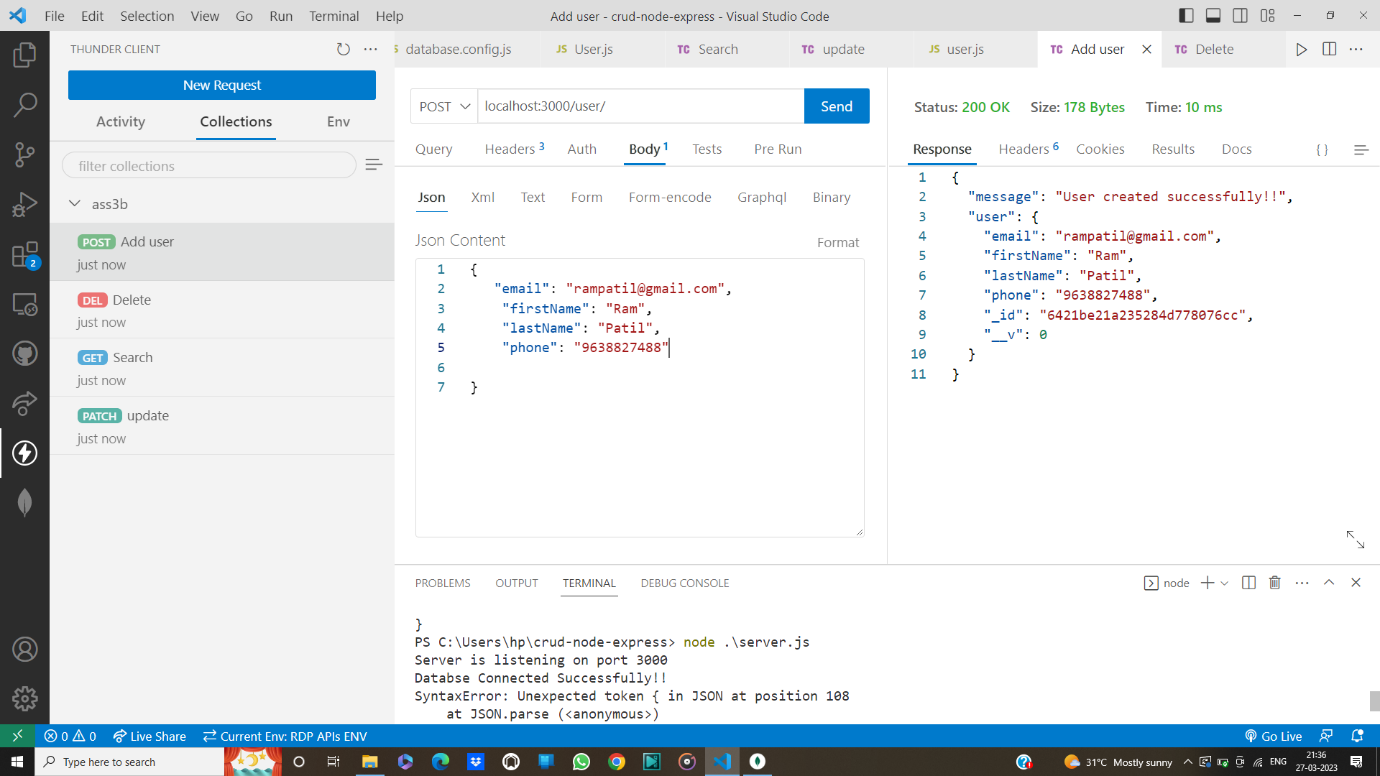 File Edit Selection View Go Run Terminal Help Add user - crud-node-express - Visual Studio Code
THUNDER CLIENT
New Request
Activity Collections Env
filter collections
ass3b
POST Add user
just now
DEL Delete
just now
GET Search
just now
PATCH update
just now
2
S database.config.js JS User.js TC Search TC update JS user.js TC Add user TC Delete
POST localhost:3000/user/ Send
Query Headers 3 Auth Body 1 Tests Pre Run
Json Xml Text Form Form-encode Graphql Binary
Json Content Format
1 {
2 "email": "rampatil@gmail.com",
3 "firstName": "Ram",
4 "lastName": "Patil",
5 "phone": "9638827488"
6
7 }
Status: 200 OK Size: 178 Bytes Time: 10 ms
Response Headers 6 Cookies Results Docs { }
1 {
2 "message": "User created successfully!!",
3 "user": {
4 "email": "rampatil@gmail.com",
5 "firstName": "Ram",
6 "lastName": "Patil",
7 "phone": "9638827488",
8 "_id": "6421be21a235284d778076cc",
9 "__v": 0
10 }
11 }
PROBLEMS OUTPUT TERMINAL DEBUG CONSOLE node
}
PS C:\Users\hp\crud-node-express> node .\server.js
Server is listening on port 3000
Databse Connected Successfully!!
SyntaxError: Unexpected token { in JSON at position 108
at JSON.parse (<anonymous>)
0 0 Live Share Current Env: RDP APIs ENV Go Live
Type here to search 31°C Mostly sunny ENG 21:36
27-03-2023